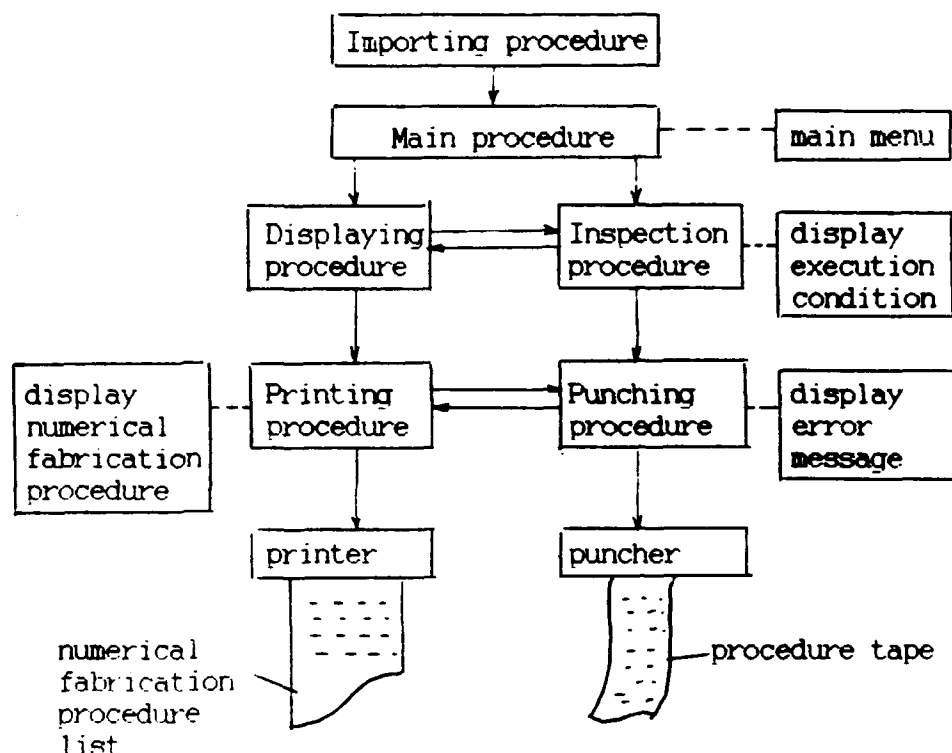 Importing procedure
Main procedure
main menu
Displaying
procedure
Inspection
procedure
display
execution
condition
display
numerical
fabrication
procedure
Printing
procedure
Punching
procedure
display
error
message
printer
puncher
numerical
fabrication
procedure
list
procedure tape